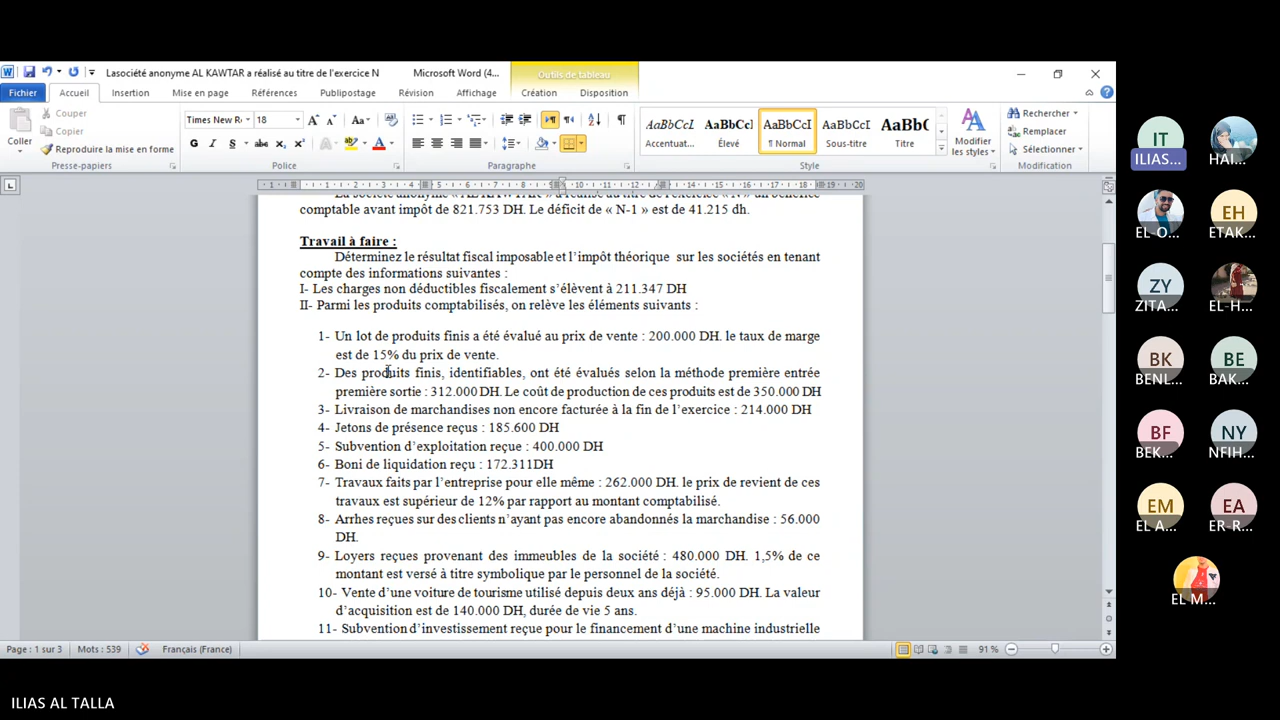 Lasociété anonyme AL KAWTAR a réalisé au titre de l'exercice N Microsoft Word (4... Outils de tableau
Fichier Accueil Insertion Mise en page Références Publipostage Révision Affichage Création Disposition
Coller
Couper
Copier
Reproduire la mise en forme
Presse-papiers
Times New R 18
G I S abc x₂ x²
Police
Paragraphe
AaBbCcI AaBbCcl AaBbCcI AaBbCcD AaBb(
Accentuat... Élevé ¶ Normal Sous-titre Titre
Style
Modifier
les styles
Rechercher
Remplacer
Sélectionner
Modification
comptable avant impôt de 821.753 DH. Le déficit de « N-1 » est de 41.215 dh.
Travail à faire :
Déterminez le résultat fiscal imposable et l'impôt théorique sur les sociétés en tenant
compte des informations suivantes :
I- Les charges non déductibles fiscalement s'élèvent à 211.347 DH
II- Parmi les produits comptabilisés, on relève les éléments suivants :
1- Un lot de produits finis a été évalué au prix de vente : 200.000 DH. le taux de marge
est de 15% du prix de vente.
2- Des produits finis, identifiables, ont été évalués selon la méthode première entrée
première sortie : 312.000 DH. Le coût de production de ces produits est de 350.000 DH
3- Livraison de marchandises non encore facturée à la fin de l'exercice : 214.000 DH
4- Jetons de présence reçus : 185.600 DH
5- Subvention d'exploitation reçue : 400.000 DH
6- Boni de liquidation reçu : 172.311DH
7- Travaux faits par l'entreprise pour elle même : 262.000 DH. le prix de revient de ces
travaux est supérieur de 12% par rapport au montant comptabilisé.
8- Arrhes reçues sur des clients n'ayant pas encore abandonnés la marchandise : 56.000
DH.
9- Loyers reçues provenant des immeubles de la société : 480.000 DH. 1,5% de ce
montant est versé à titre symbolique par le personnel de la société.
10- Vente d'une voiture de tourisme utilisé depuis deux ans déjà : 95.000 DH. La valeur
d'acquisition est de 140.000 DH, durée de vie 5 ans.
11- Subvention d'investissement reçue pour le financement d'une machine industrielle
Page : 1 sur 3 Mots : 539 Français (France) 91 %
IT
ILIAS... HAI...
EH
EL-O... ETAK...
ZY
ZITA... EL-H...
BK BE
BENL... BAK...
BF NY
BEK... NFIH...
EM EA
EL A... ER-R...
EL M...
ILIAS AL TALLA